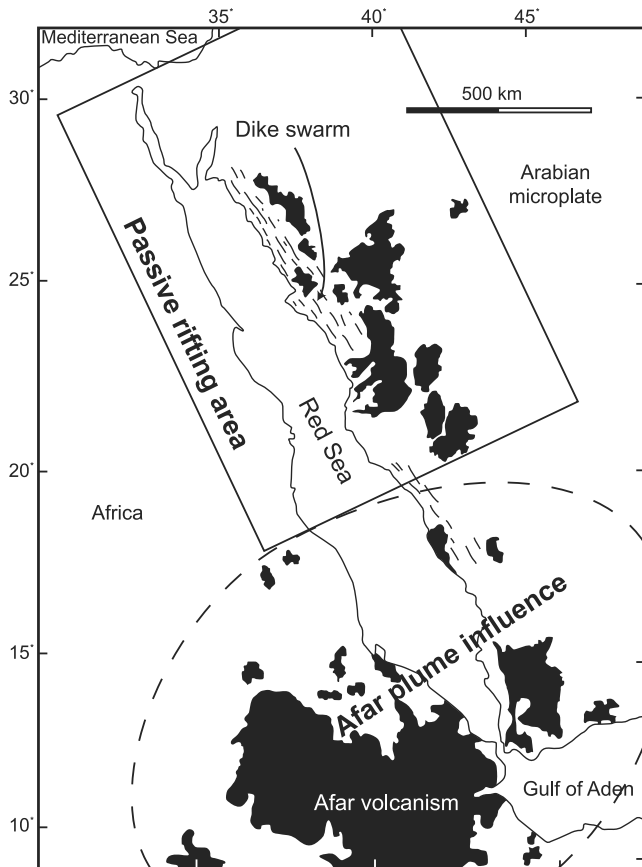 35°
40°
45°
Mediterranean Sea
30°
500 km
Dike swarm
Arabian
microplate
Passive rifting area
25°
Red Sea
20°
Africa
Afar plume influence
15°
Gulf of Aden
Afar volcanism
10°